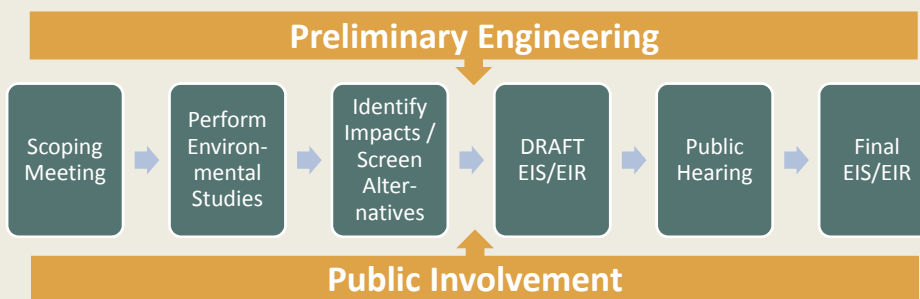 Preliminary Engineering
Scoping
Meeting
Perform
Environ-
mental
Studies
Identify
Impacts /
Screen
Alter-
natives
DRAFT
EIS/EIR
Public
Hearing
Final
EIS/EIR
Public Involvement